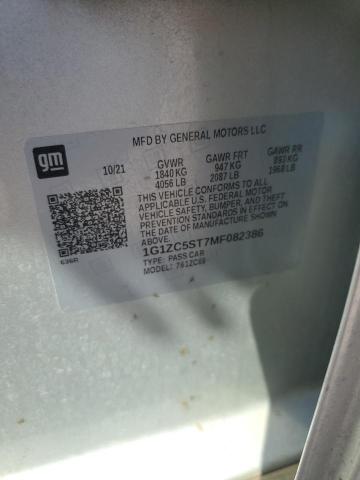 gm
MFD BY GENERAL MOTORS LLC
10/21 GVWR GAWR FRT GAWR RR
1840 KG 947 KG 893 KG
4056 LB 2087 LB 1968 LB
THIS VEHICLE CONFORMS TO ALL
APPLICABLE U.S. FEDERAL MOTOR
VEHICLE SAFETY, BUMPER, AND THEFT
PREVENTION STANDARDS IN EFFECT ON
THE DATE OF MANUFACTURE SHOWN
ABOVE.
1G1ZC5ST7MF082386
TYPE: PASS CAR
MODEL:
636R